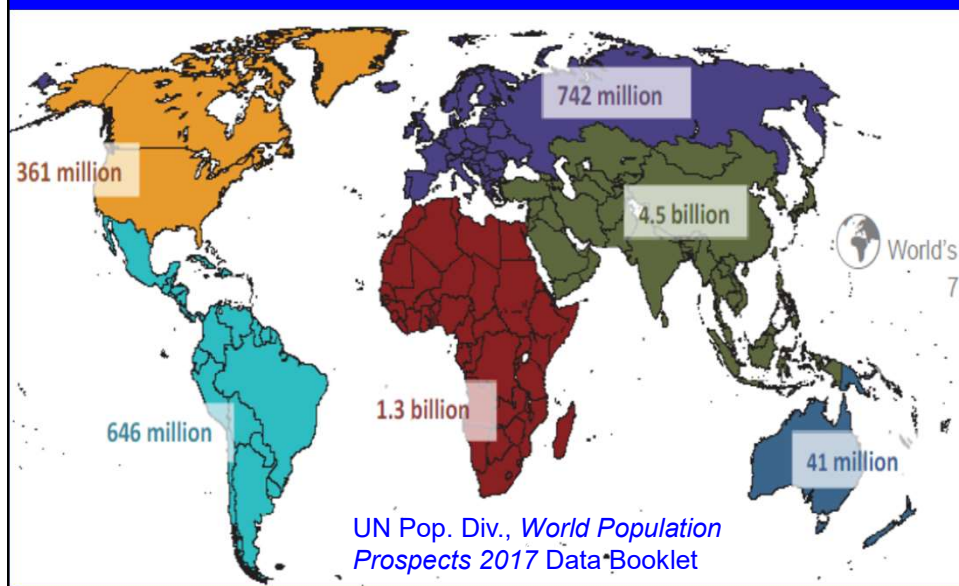 742 million
361 million
4.5 billion
World's
7
1.3 billion
646 million
41 million
UN Pop. Div., World Population
Prospects 2017 Data Booklet